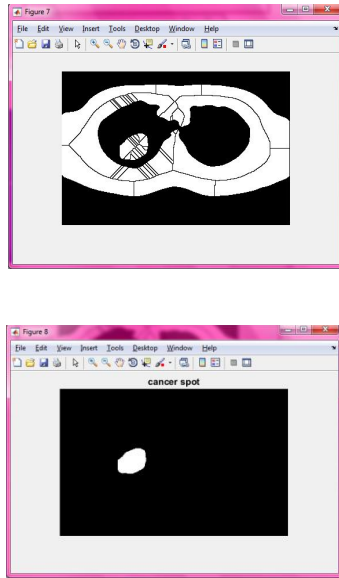 Figure 7
File Edit View Insert Tools Desktop Window Help
Figure 8
File Edit View Insert Tools Desktop Window Help
cancer spot